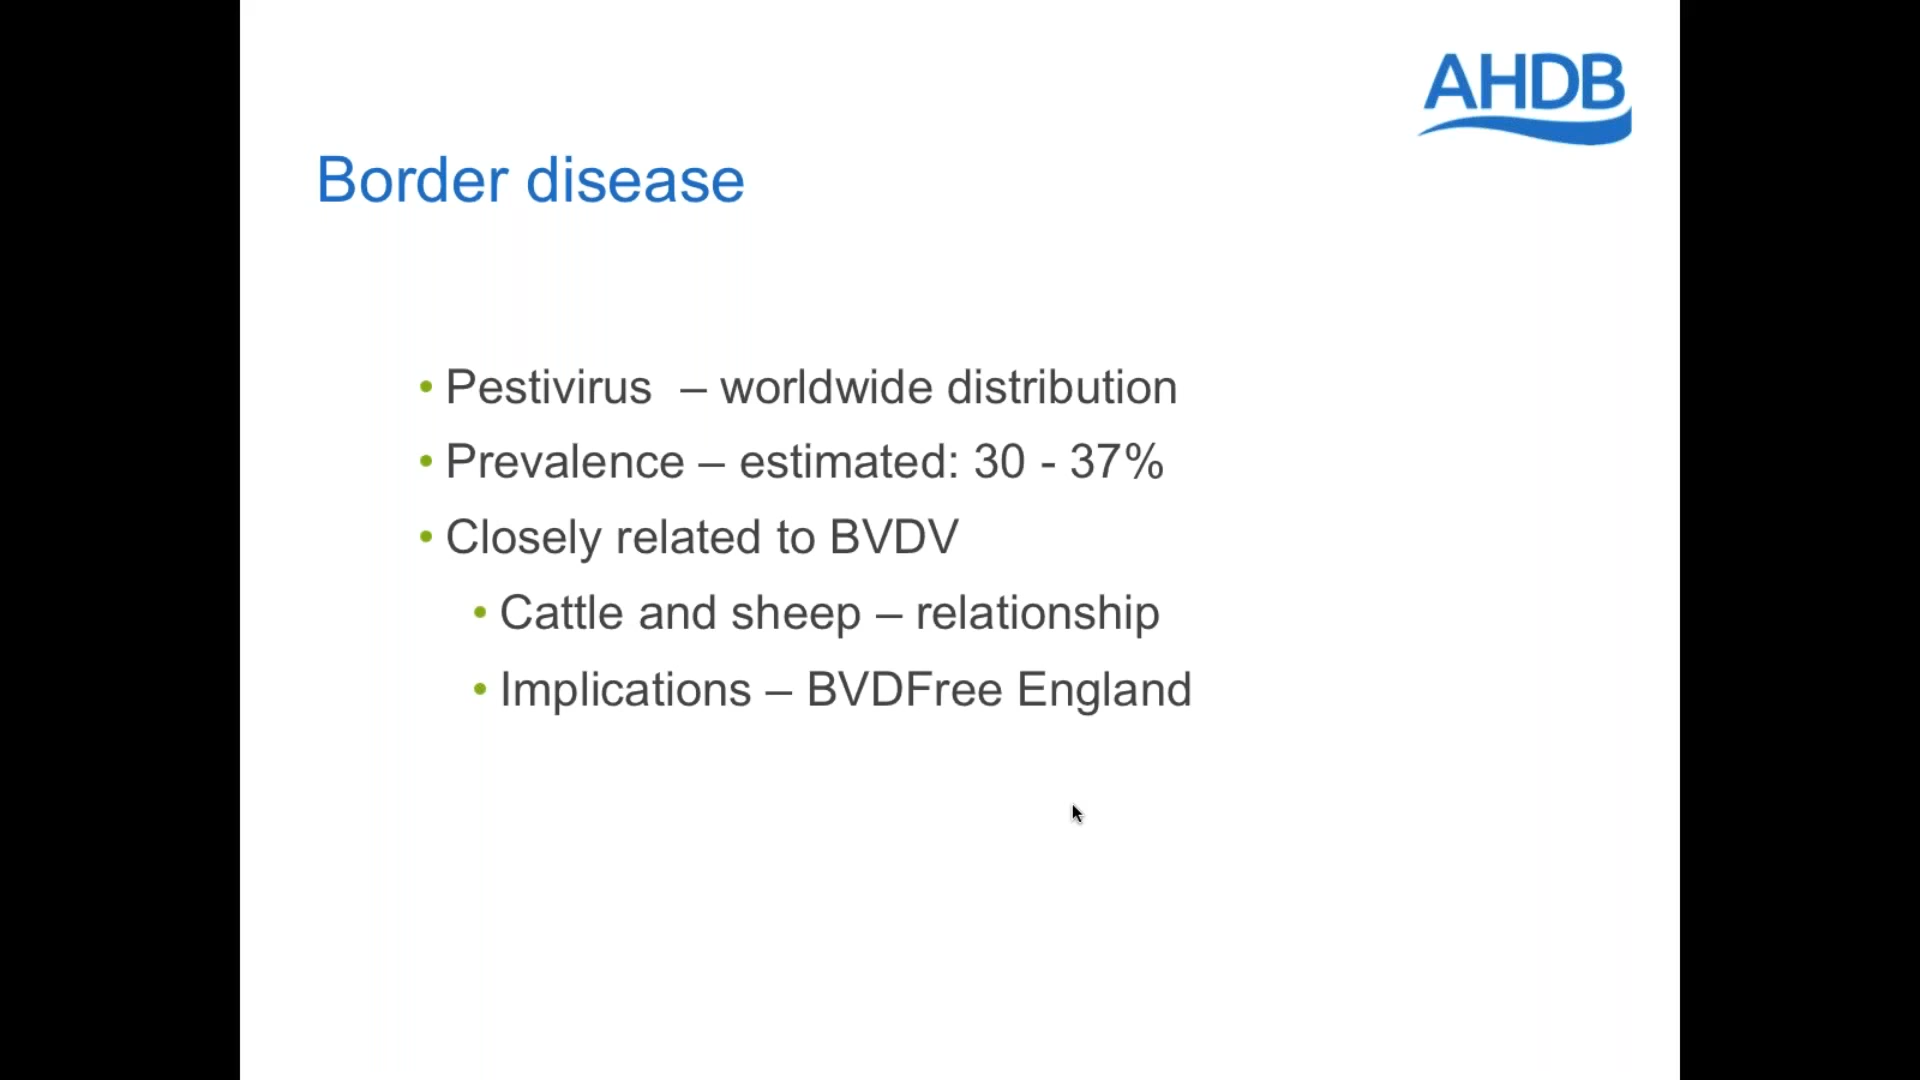 AHDB
Border disease
• Pestivirus – worldwide distribution
• Prevalence – estimated: 30 - 37%
• Closely related to BVDV
• Cattle and sheep – relationship
• Implications – BVDFree England